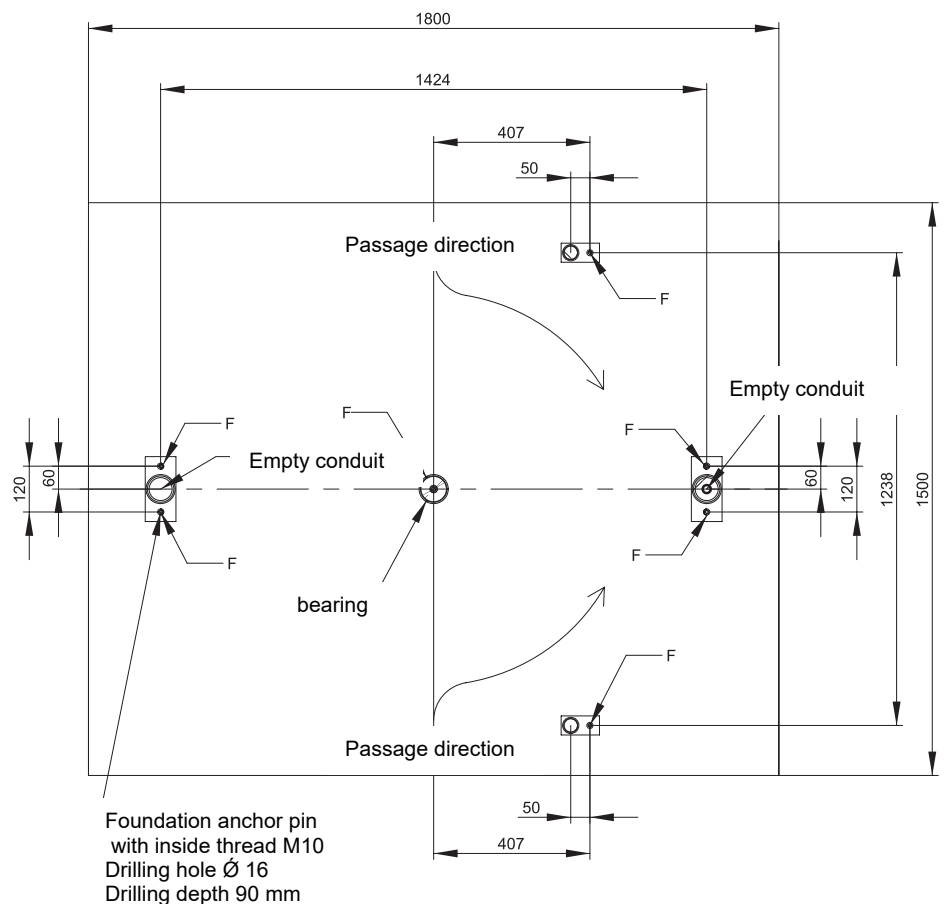 1800
1424
407
50
Passage direction
F
Empty conduit
F
F
F
Empty conduit
120
60
60
120
1238
1500
F
F
bearing
F
Passage direction
50
407
Foundation anchor pin
with inside thread M10
Drilling hole Ø 16
Drilling depth 90 mm